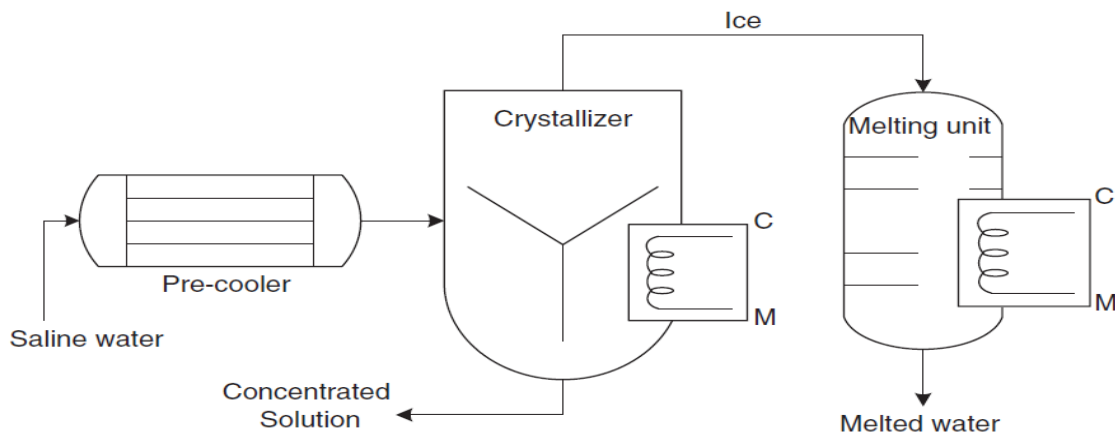 Ice
Crystallizer
Melting unit
C
C
Pre-cooler
M
M
Saline water
Concentrated
Solution
Melted water